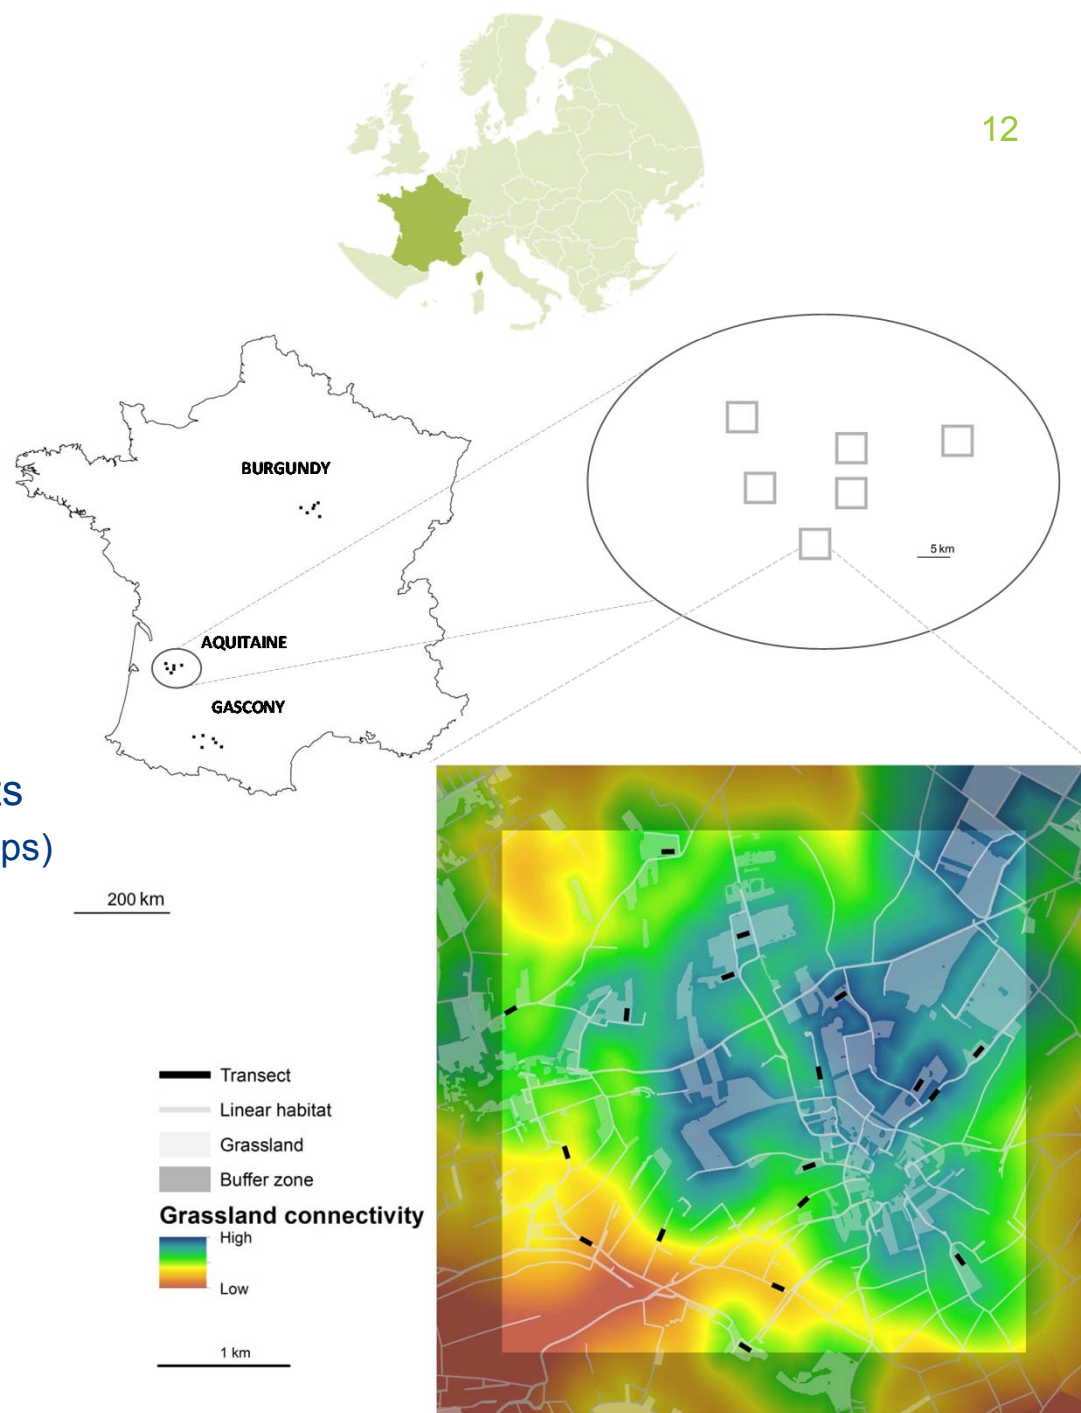 12
BURGUNDY
5 km
AQUITAINE
GASCONY
ts
ps)
200 km
Transect
Linear habitat
Grassland
Buffer zone
Grassland connectivity
High
Low
1 km